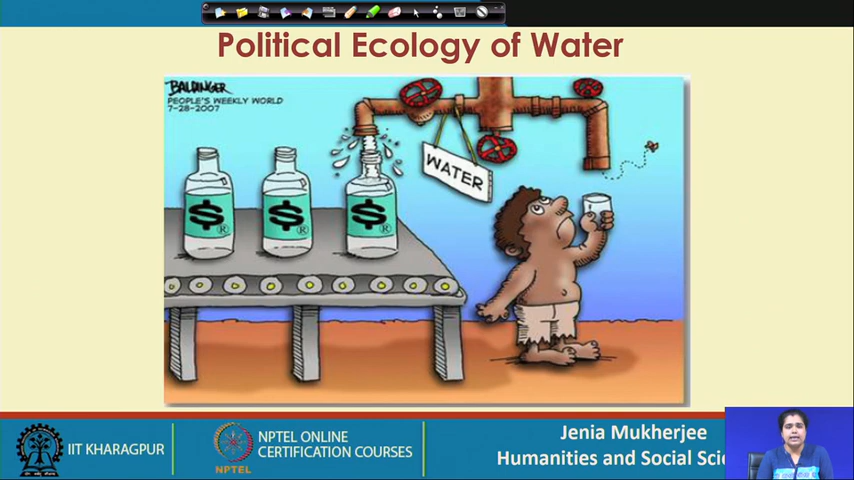 Political Ecology of Water
BALDINGER
PEOPLE'S WEEKLY WORLD
7-28-2007
WATER
$ ®
$ ®
$ ®
IIT KHARAGPUR
NPTEL
NPTEL ONLINE
CERTIFICATION COURSES
Jenia Mukherjee
Humanities and Social